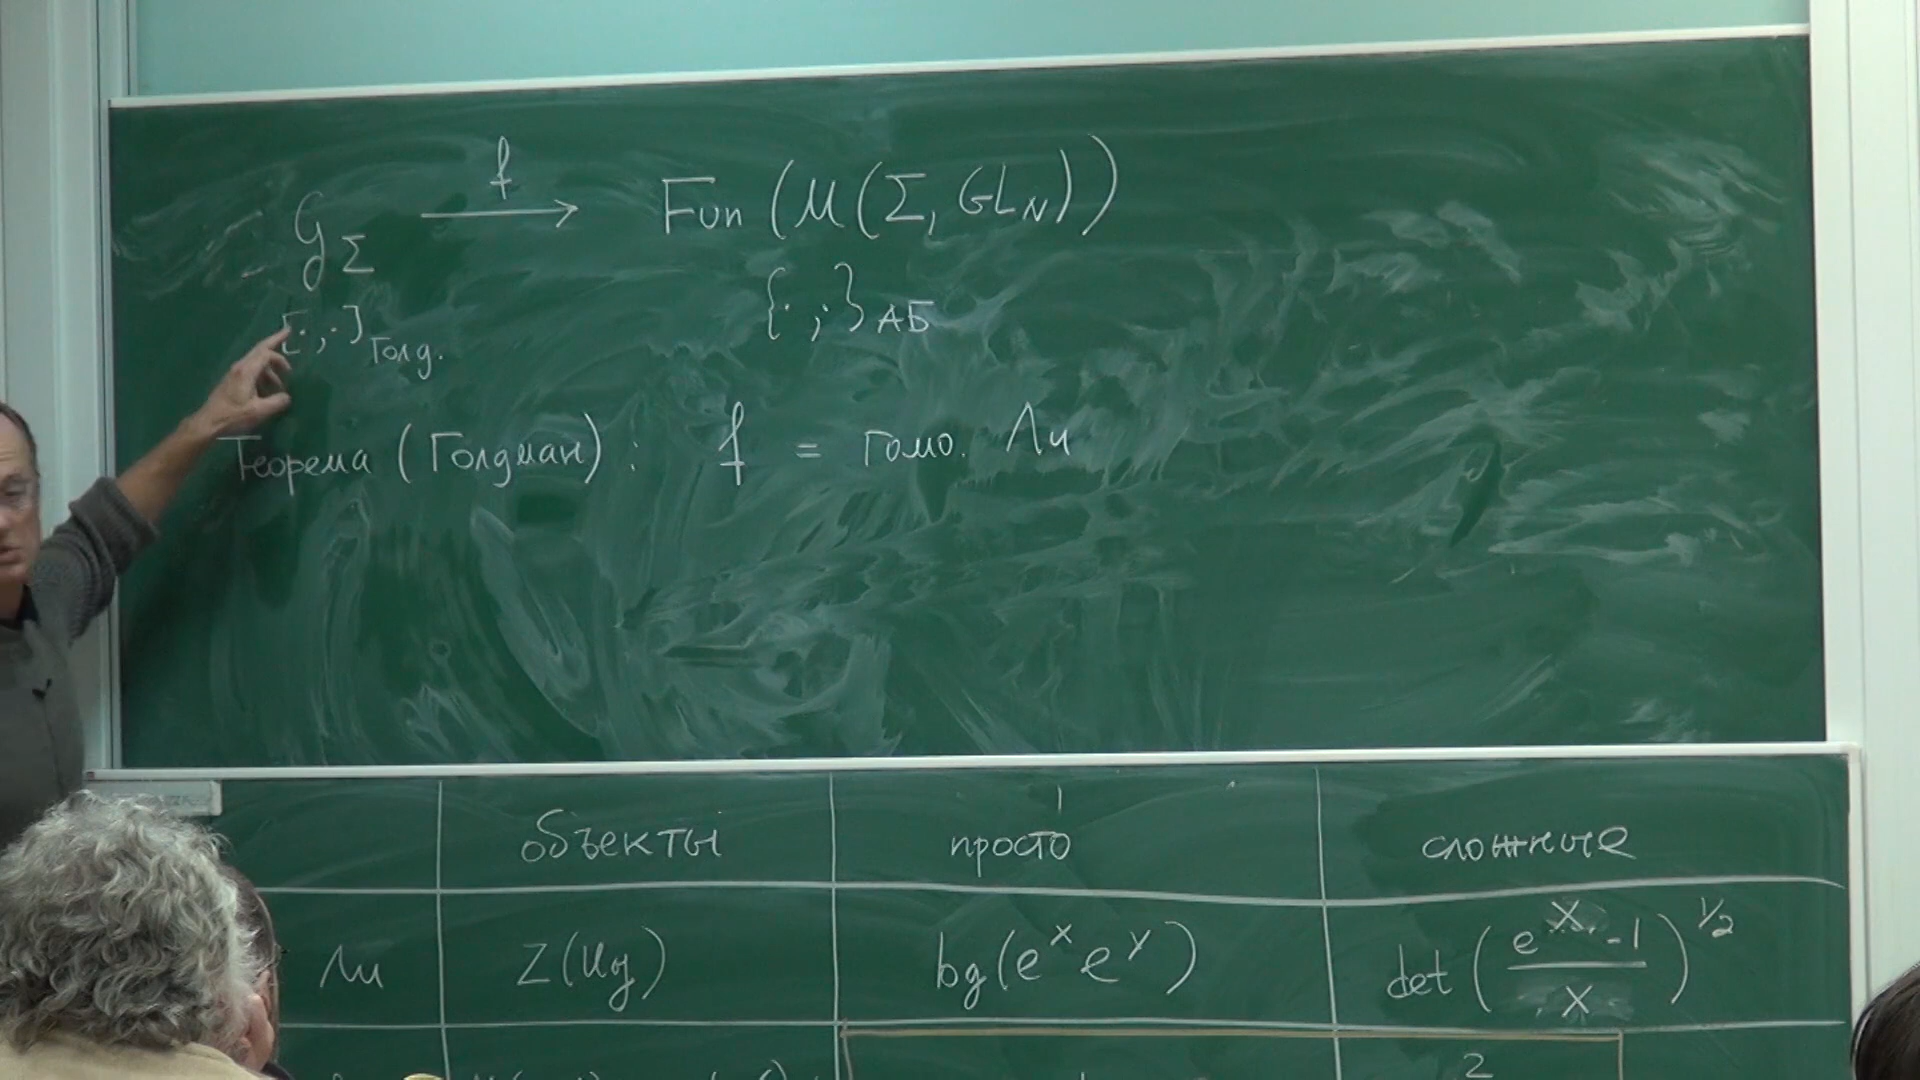 𝔤_Σ —f→ Fun (M(Σ, GL_N))
[·,·]_Голд. {·,·}_АБ
Теорема (Голдман): f = гомо. Ли
объекты просто сложные
Ли Z(U𝔤) log(e^x e^y) det((e^x - 1)/x)^{1/2}
2